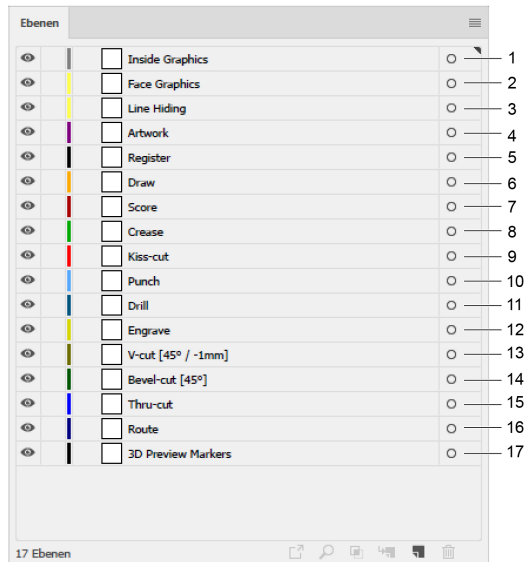 Ebenen
Inside Graphics 1
Face Graphics 2
Line Hiding 3
Artwork 4
Register 5
Draw 6
Score 7
Crease 8
Kiss-cut 9
Punch 10
Drill 11
Engrave 12
V-cut [45° / -1mm] 13
Bevel-cut [45°] 14
Thru-cut 15
Route 16
3D Preview Markers 17
17 Ebenen